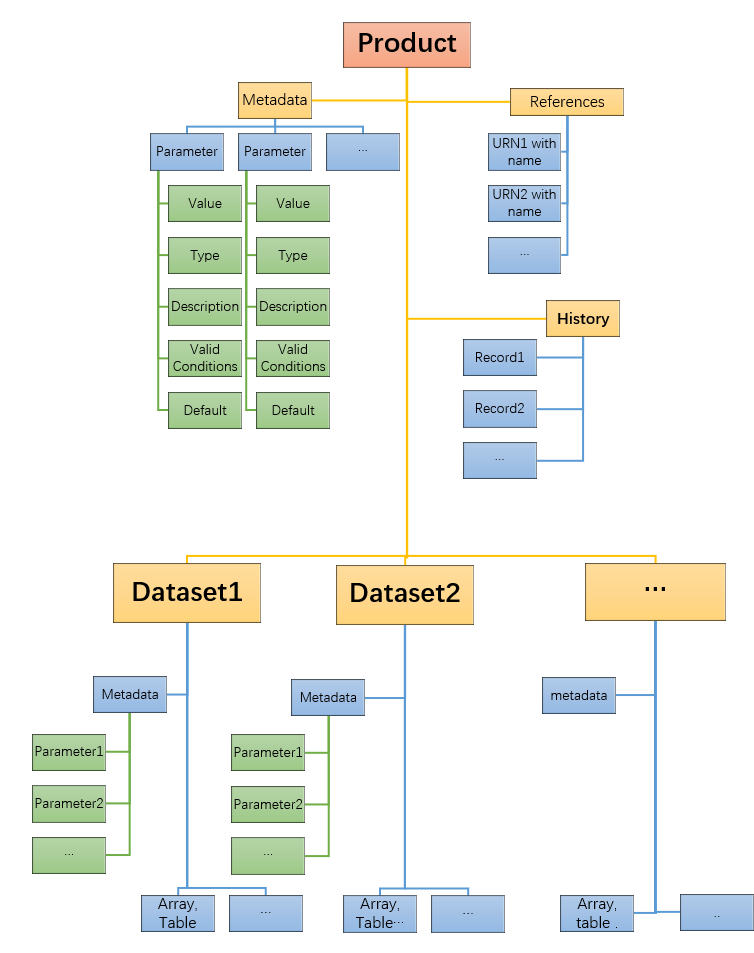 Product
Metadata
References
Parameter
Parameter
...
URN1 with
name
URN2 with
name
...
Value
Value
Type
Type
Description
Description
Valid
Conditions
Valid
Conditions
Default
Default
History
Record1
Record2
...
Dataset1
Dataset2
...
Metadata
Metadata
metadata
Parameter1
Parameter2
...
Parameter1
Parameter2
...
Array,
Table
...
Array,
Table...
...
Array,
table .
..